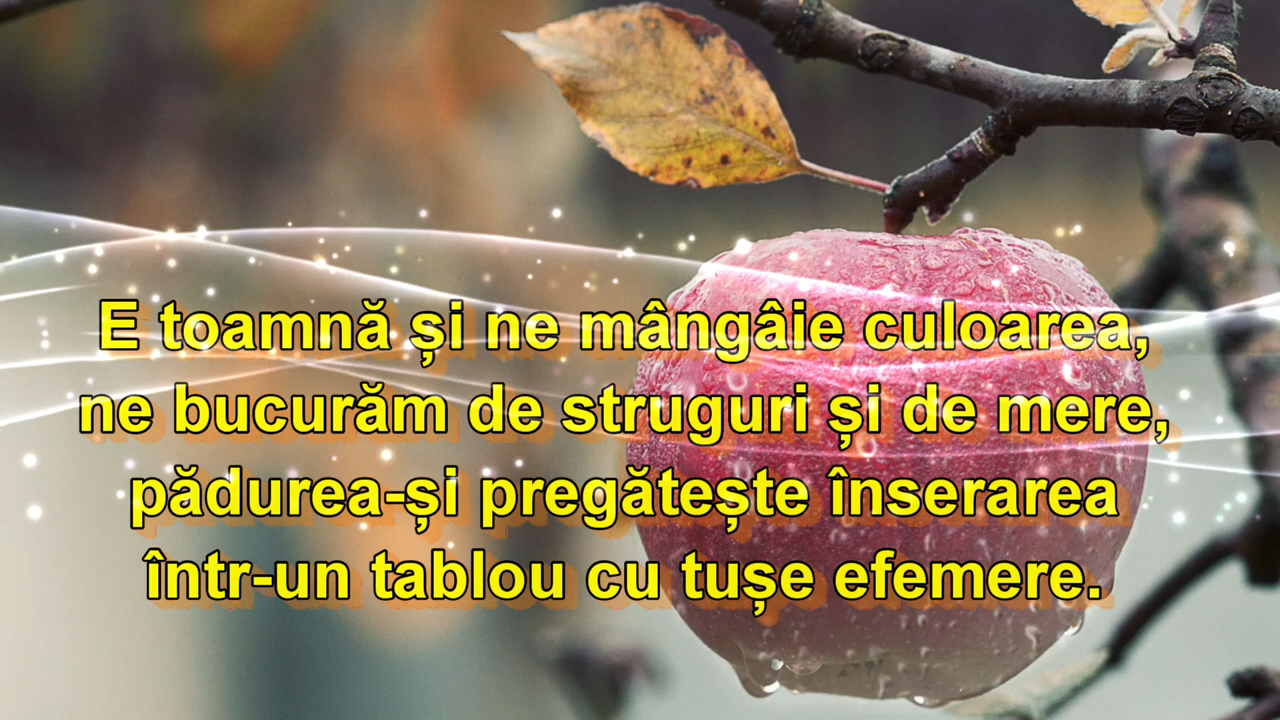 E toamnă și ne mângâie culoarea,
ne bucurăm de struguri și de mere,
pădurea-și pregătește înserarea
într-un tablou cu tușe efemere.